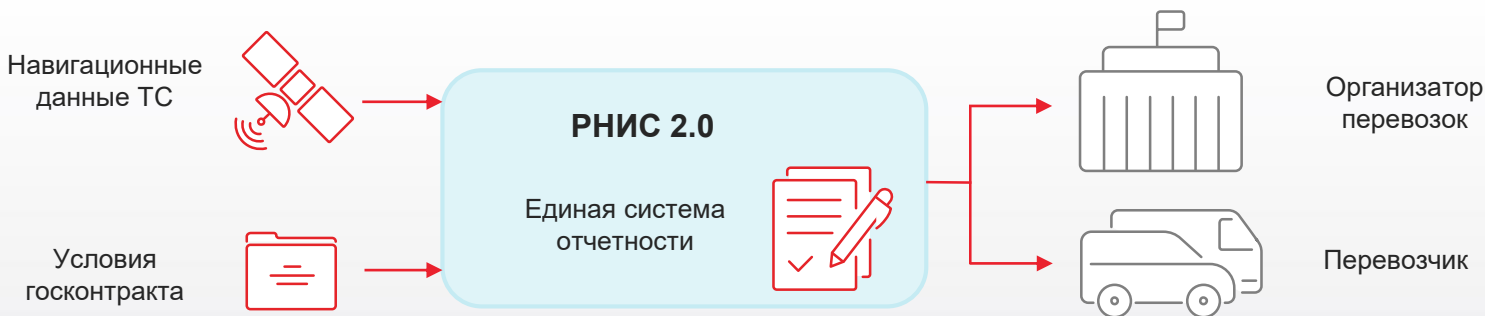 Навигационные
данные ТС
Условия
госконтракта
РНИС 2.0
Единая система
отчетности
Организатор
перевозок
Перевозчик